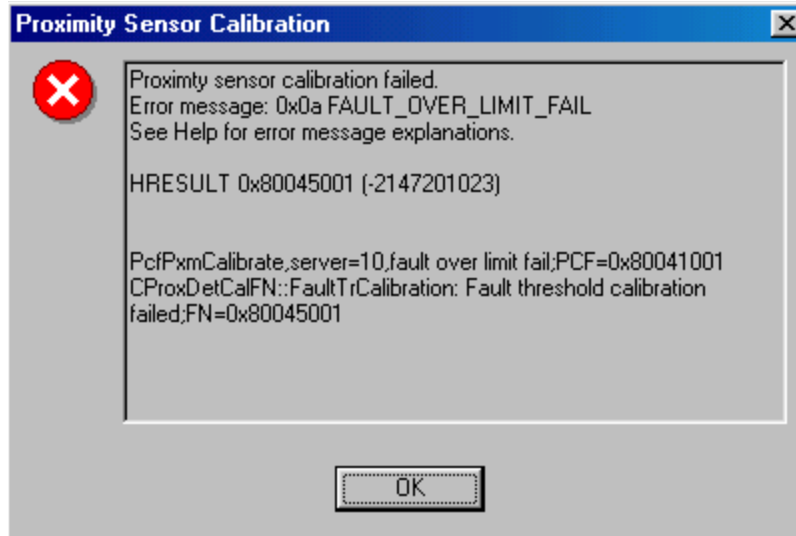 Proximity Sensor Calibration
Proximty sensor calibration failed.
Error message: 0x0a FAULT_OVER_LIMIT_FAIL
See Help for error message explanations.
HRESULT 0x80045001 (-2147201023)
PcfPxmCalibrate,server=10,fault over limit fail;PCF=0x80041001
CProxDetCalFN::FaultTrCalibration: Fault threshold calibration
failed;FN=0x80045001
OK